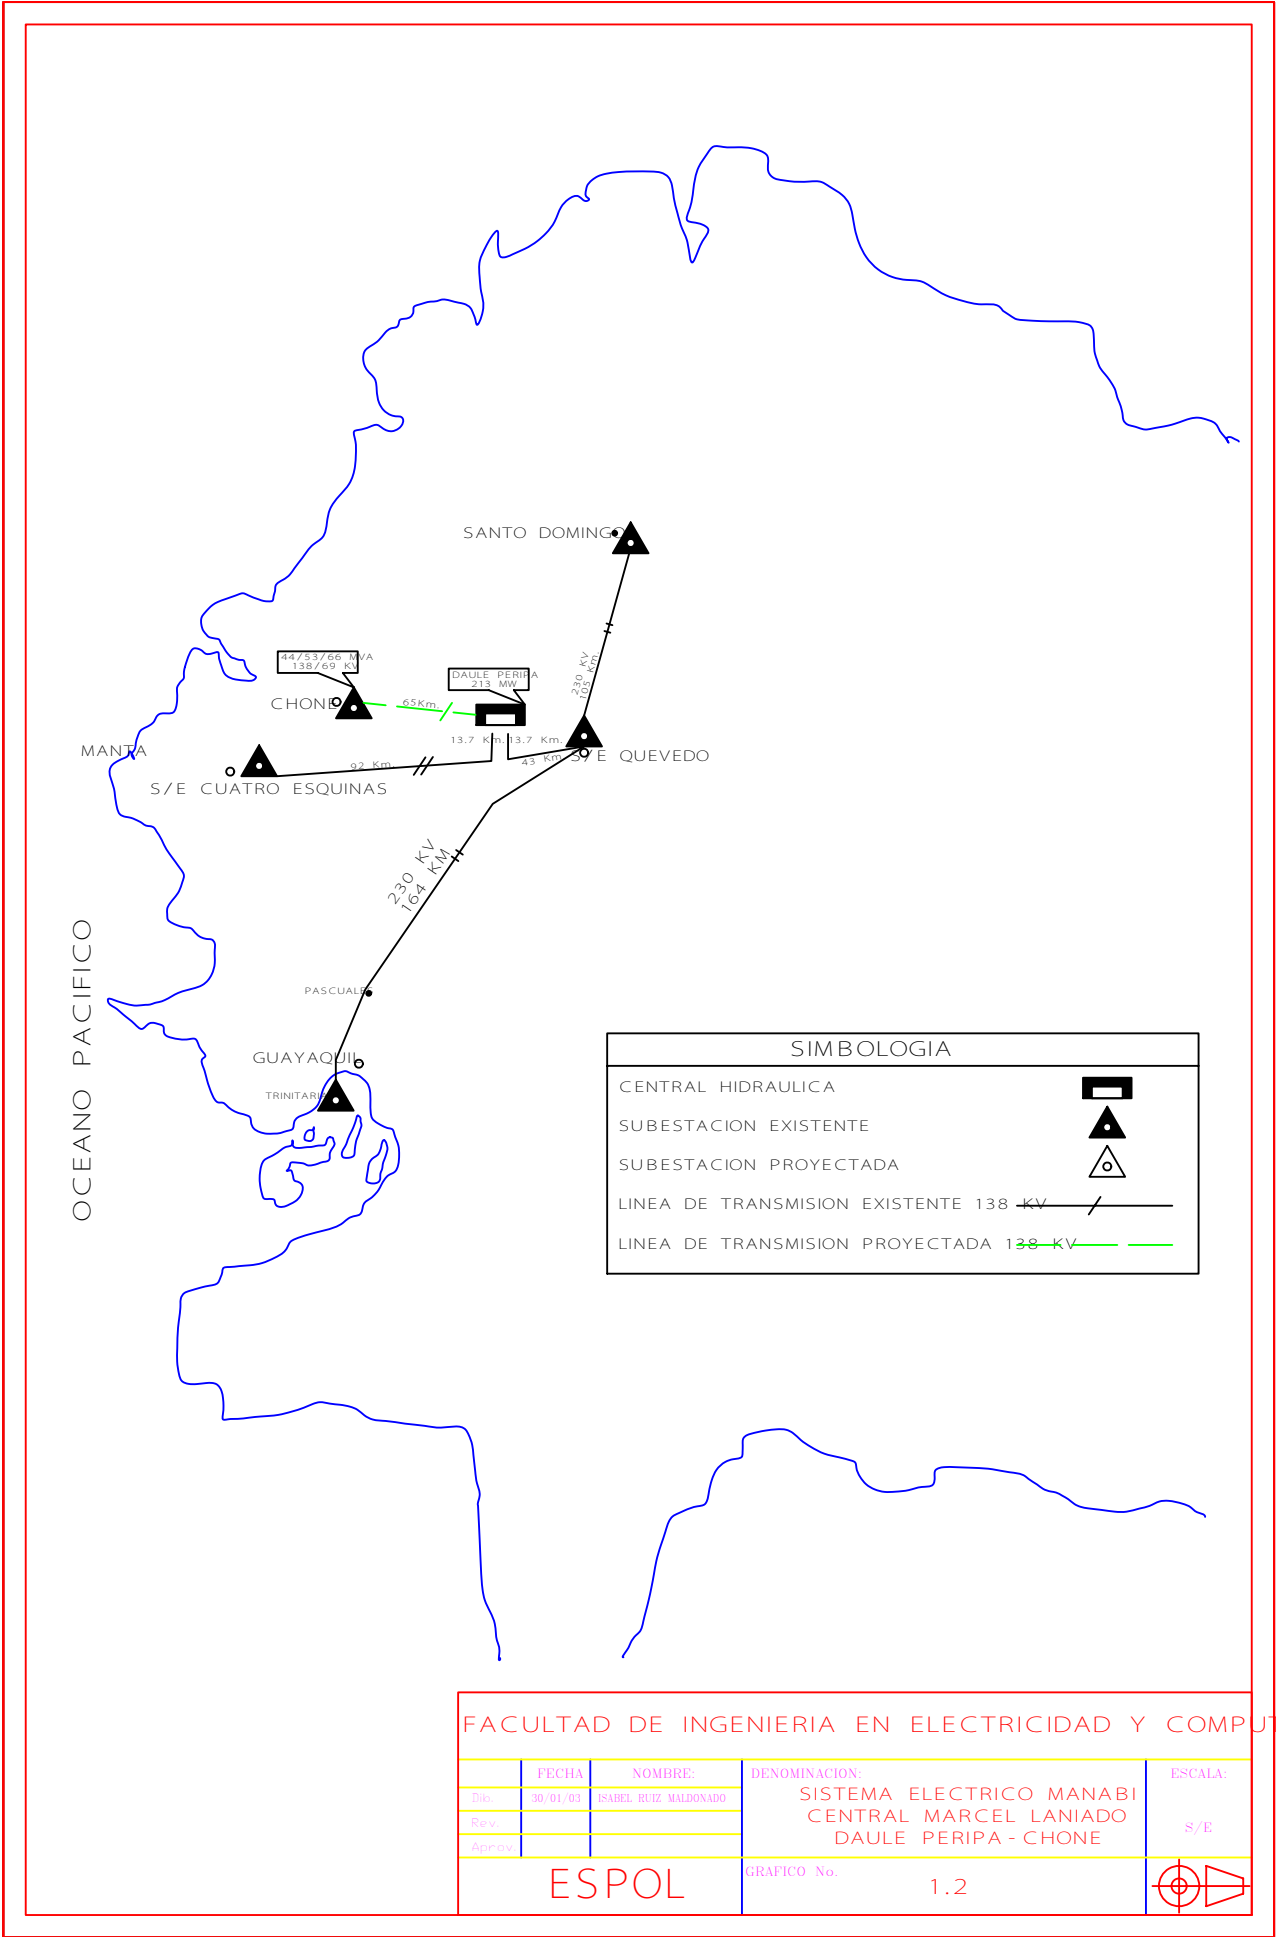 SANTO DOMINGO
44/53/66 MVA
138/69 KV
DAULE PERIPA
213 MW
230 KV
105 Km.
CHONE
65Km.
13.7 Km.
13.7 Km.
MANTA
92 Km.
43 Km.
S/E QUEVEDO
S/E CUATRO ESQUINAS
230 KV
164 KM
OCEANO PACIFICO
PASCUALES
GUAYAQUIL
TRINITARIA
SIMBOLOGIA
CENTRAL HIDRAULICA
SUBESTACION EXISTENTE
SUBESTACION PROYECTADA
LINEA DE TRANSMISION EXISTENTE 138 KV
LINEA DE TRANSMISION PROYECTADA 138 KV
FACULTAD DE INGENIERIA EN ELECTRICIDAD Y COMPUT
FECHA NOMBRE: DENOMINACION: ESCALA:
Dib. 30/01/03 ISABEL RUIZ MALDONADO
Rev.
Aprov.
SISTEMA ELECTRICO MANABI
CENTRAL MARCEL LANIADO
DAULE PERIPA - CHONE
S/E
ESPOL
GRAFICO No.
1.2